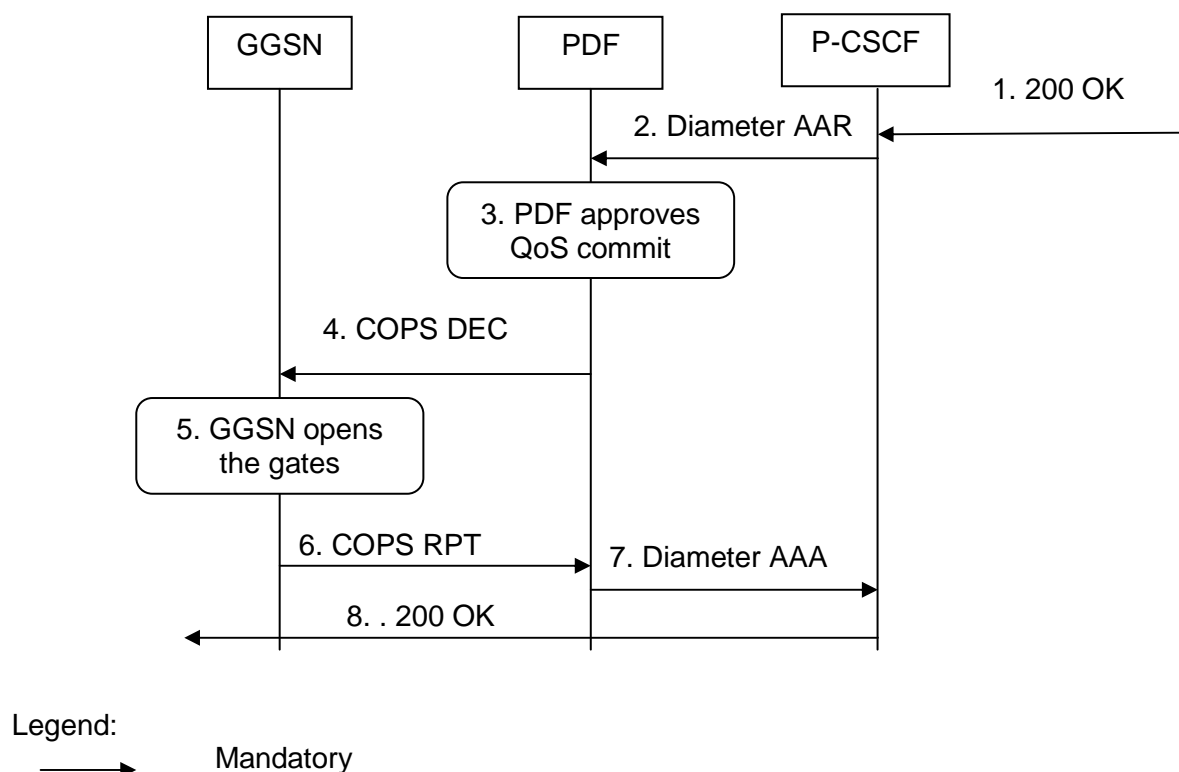 GGSN
PDF
P-CSCF
1. 200 OK
2. Diameter AAR
3. PDF approves
QoS commit
4. COPS DEC
5. GGSN opens
the gates
6. COPS RPT
7. Diameter AAA
8. . 200 OK
Legend:
Mandatory